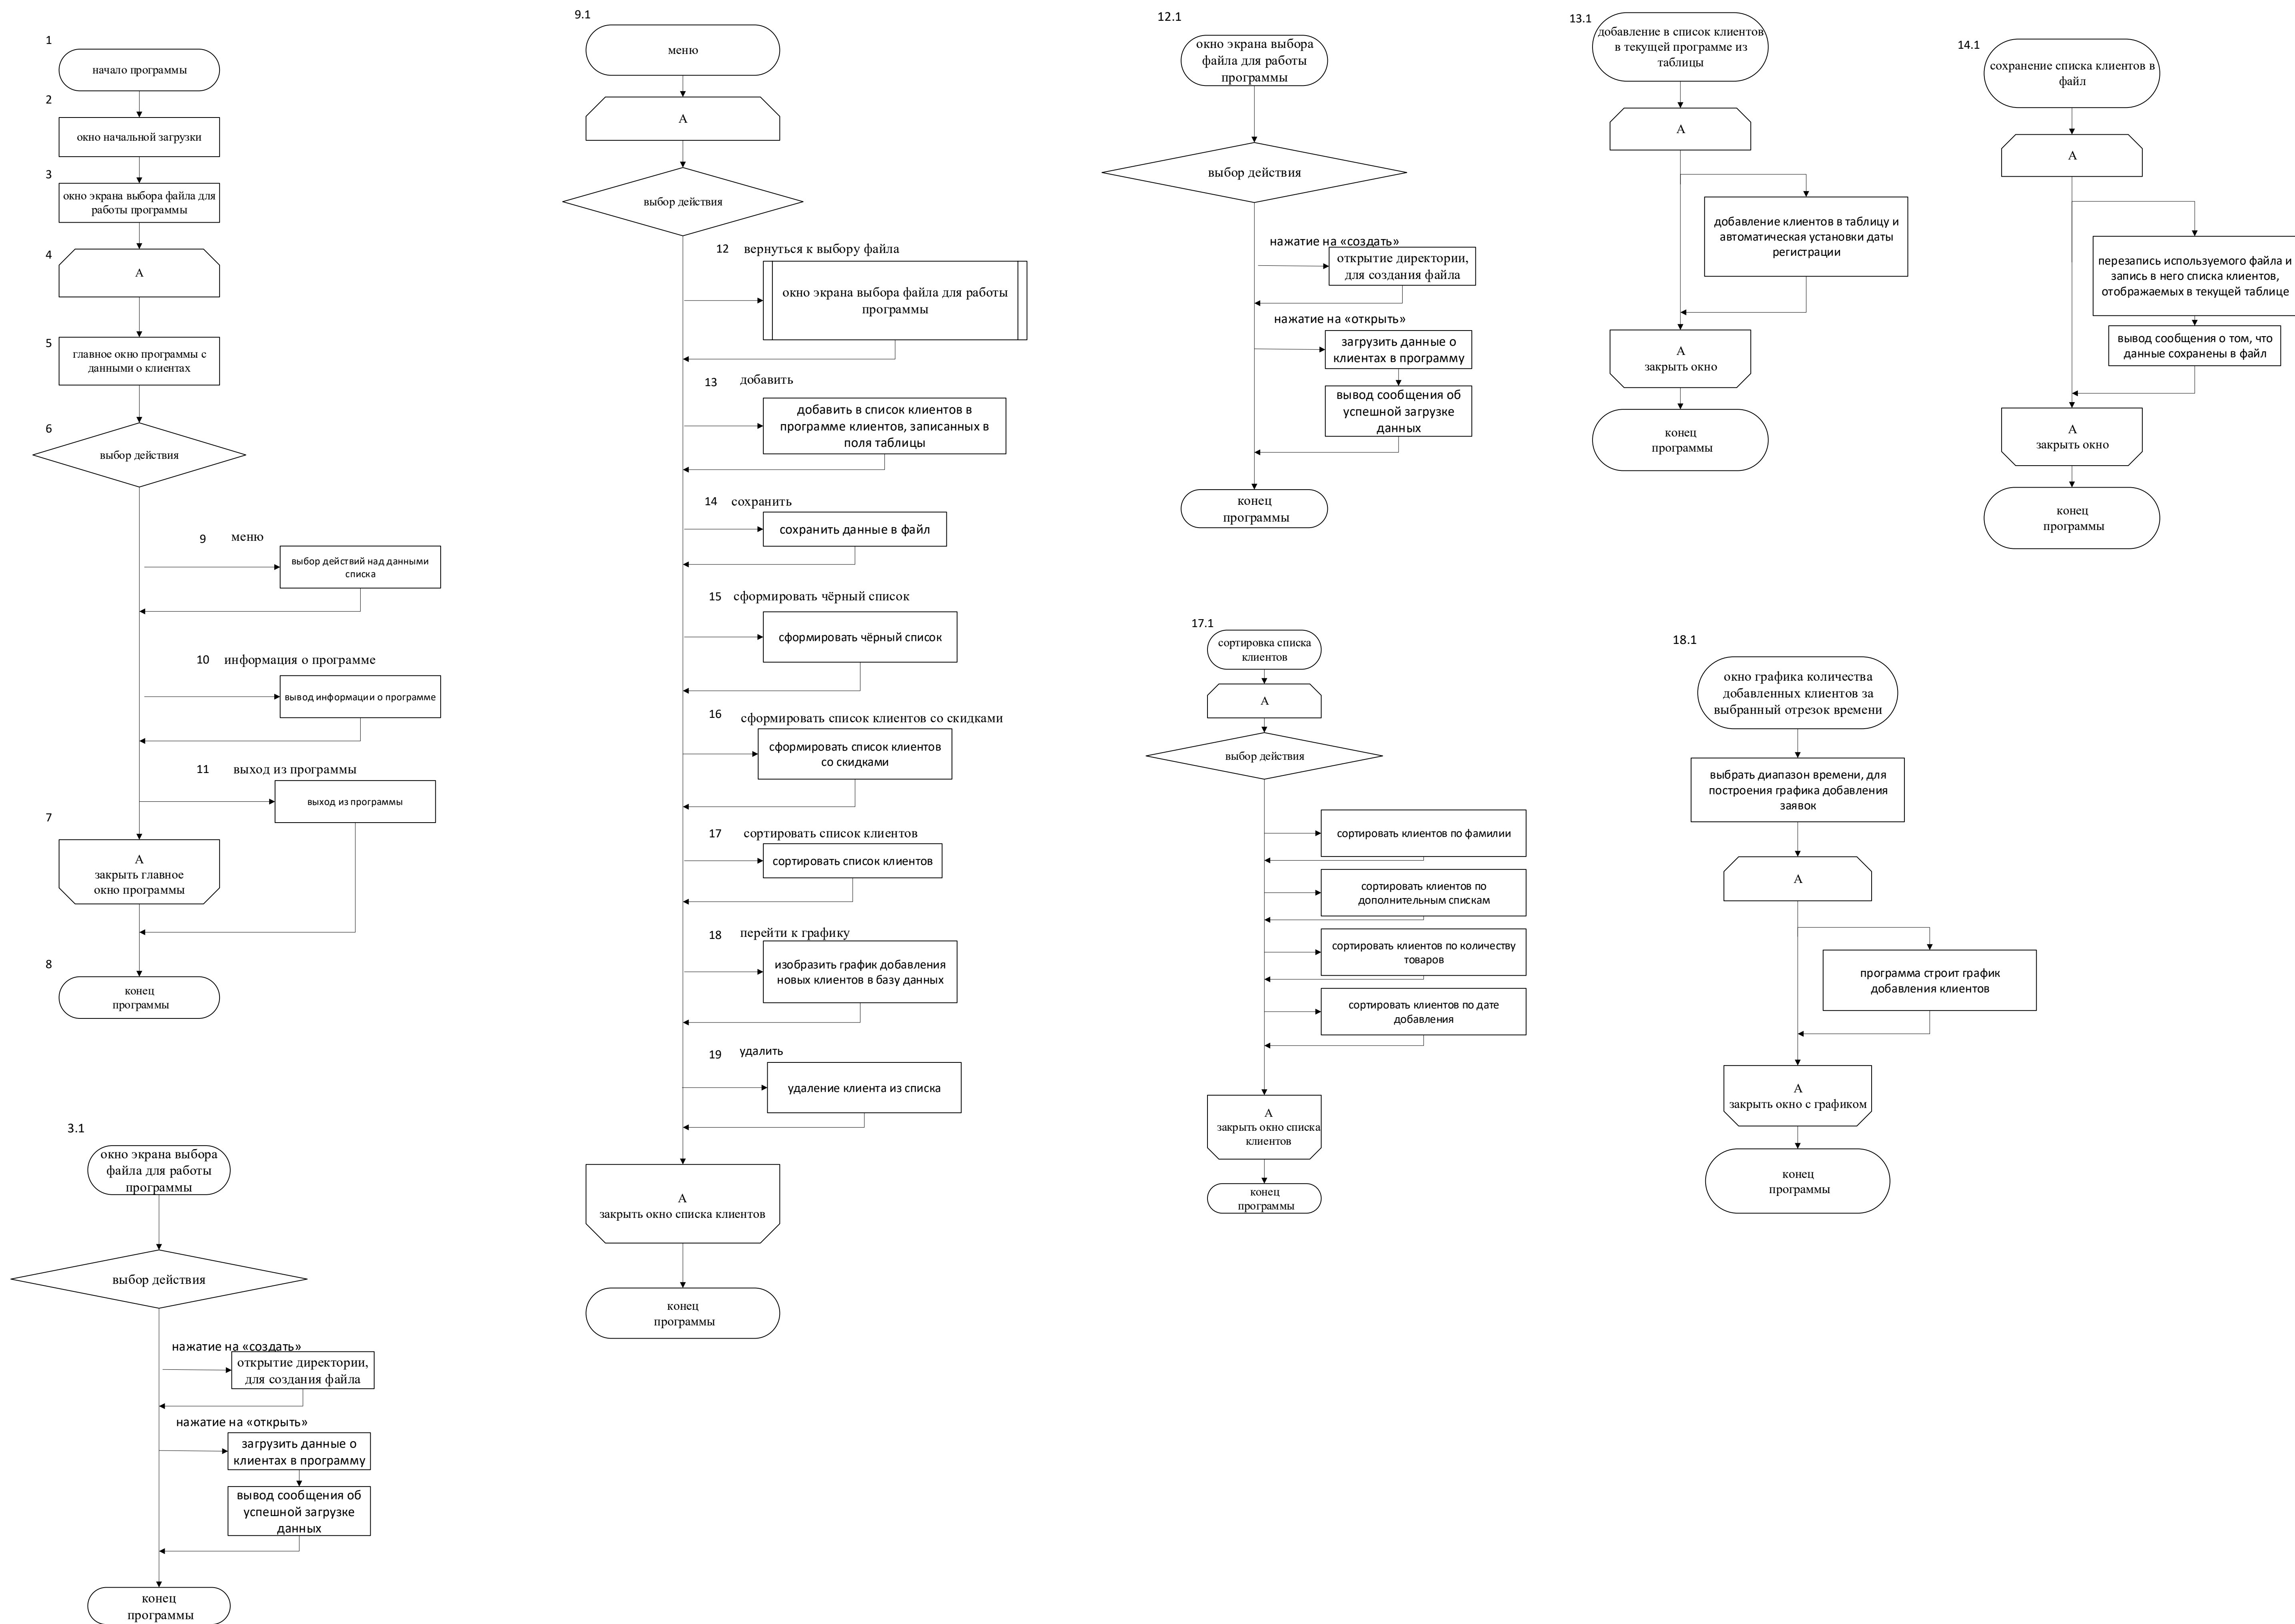 1
начало программы
2
окно начальной загрузки
3
окно экрана выбора файла для
работы программы
4
А
5
главное окно программы с
данными о клиентах
6
выбор действия
9
меню
выбор действий над данными
списка
10
информация о программе
вывод информации о программе
11
выход из программы
выход из программы
7
А
закрыть главное
окно программы
8
конец
программы
3.1
окно экрана выбора
файла для работы
программы
выбор действия
нажатие на «создать»
открытие директории,
для создания файла
нажатие на «открыть»
загрузить данные о
клиентах в программу
вывод сообщения об
успешной загрузке
данных
конец
программы
9.1
меню
А
выбор действия
12
вернуться к выбору файла
окно экрана выбора файла для работы
программы
13
добавить
добавить в список клиентов в
программе клиентов, записанных в
поля таблицы
14
сохранить
сохранить данные в файл
15
сформировать чёрный список
сформировать чёрный список
16
сформировать список клиентов со скидками
сформировать список клиентов
со скидками
17
сортировать список клиентов
сортировать список клиентов
18
перейти к графику
изобразить график добавления
новых клиентов в базу данных
19
удалить
удаление клиента из списка
А
закрыть окно списка клиентов
конец
программы
12.1
окно экрана выбора
файла для работы
программы
выбор действия
нажатие на «создать»
открытие директории,
для создания файла
нажатие на «открыть»
загрузить данные о
клиентах в программу
вывод сообщения об
успешной загрузке
данных
конец
программы
13.1
добавление в список клиентов
в текущей программе из
таблицы
А
добавление клиентов в таблицу и
автоматическая установки даты
регистрации
А
закрыть окно
конец
программы
14.1
сохранение списка клиентов в
файл
А
перезапись используемого файла и
запись в него списка клиентов,
отображаемых в текущей таблице
вывод сообщения о том, что
данные сохранены в файл
А
закрыть окно
конец
программы
17.1
сортировка списка
клиентов
А
выбор действия
сортировать клиентов по фамилии
сортировать клиентов по
дополнительным спискам
сортировать клиентов по количеству
товаров
сортировать клиентов по дате
добавления
А
закрыть окно списка
клиентов
конец
программы
18.1
окно графика количества
добавленных клиентов за
выбранный отрезок времени
выбрать диапазон времени, для
построения графика добавления
заявок
А
программа строит график
добавления клиентов
А
закрыть окно с графиком
конец
программы